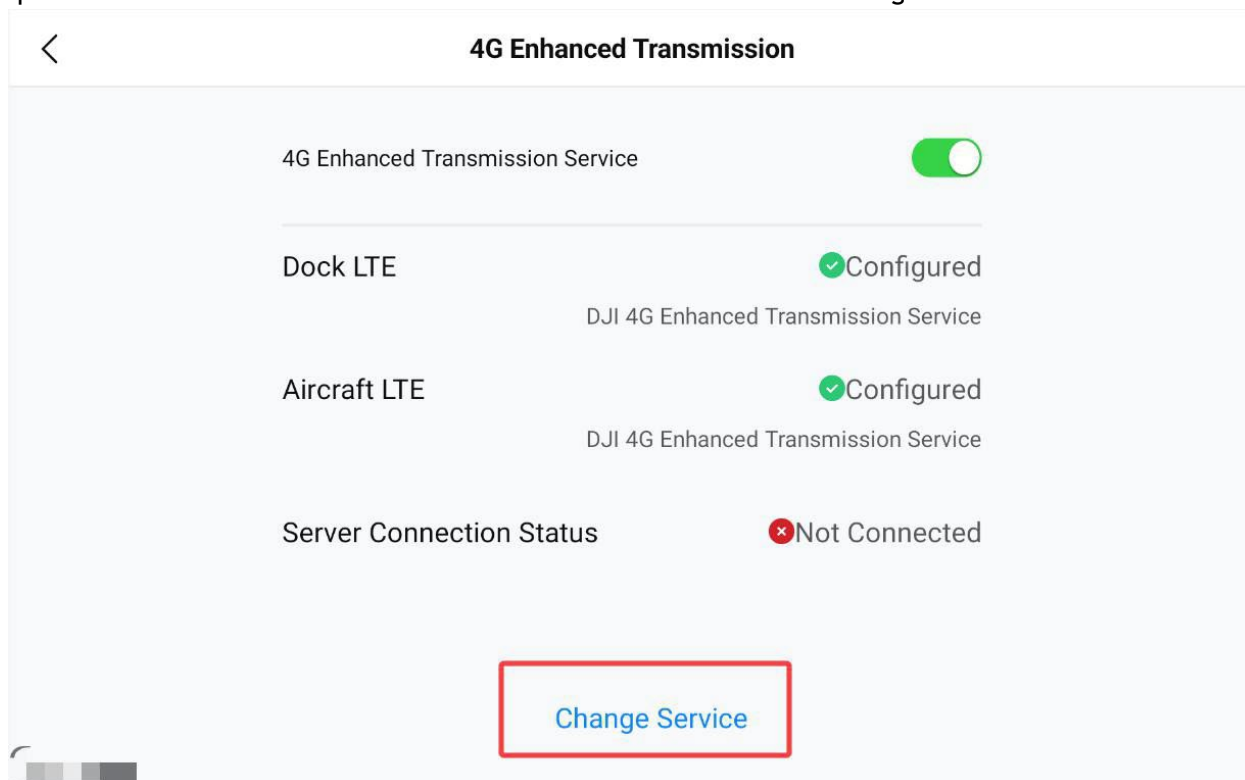 4G Enhanced Transmission
4G Enhanced Transmission Service
Dock LTE Configured
DJI 4G Enhanced Transmission Service
Aircraft LTE Configured
DJI 4G Enhanced Transmission Service
Server Connection Status Not Connected
Change Service